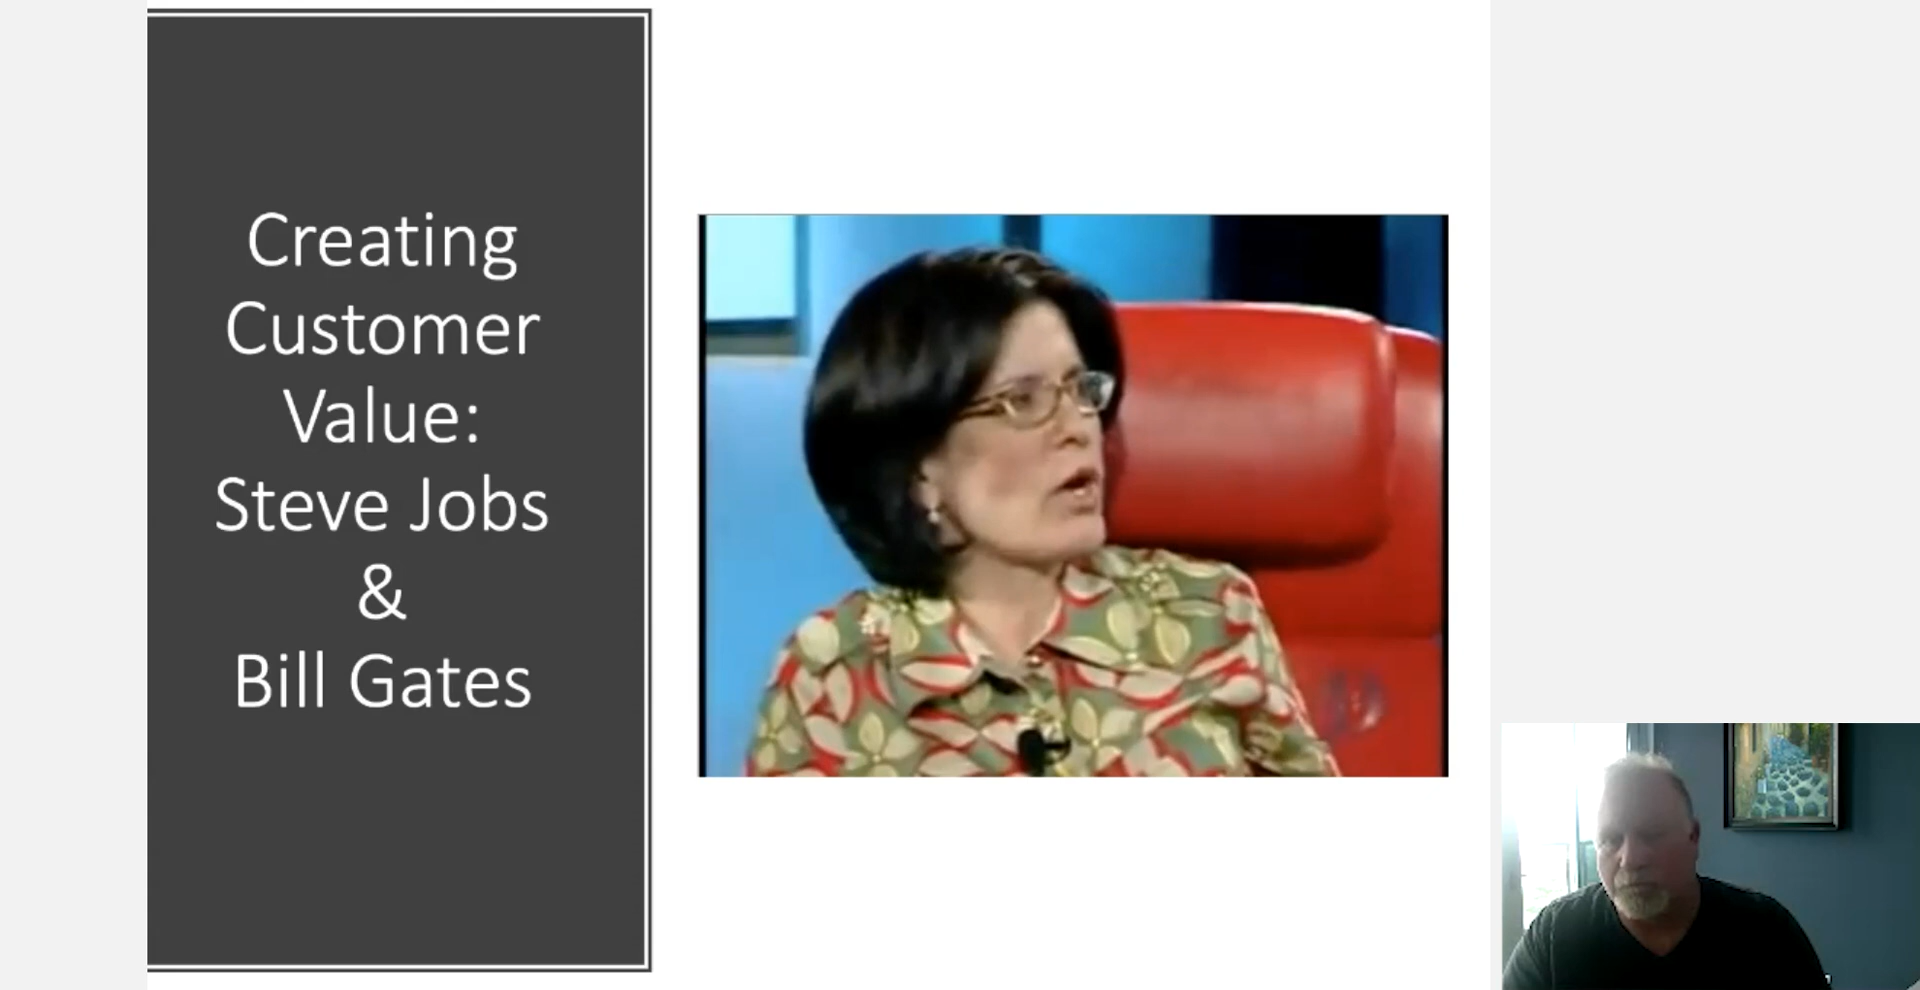 Creating
Customer
Value:
Steve Jobs
&
Bill Gates